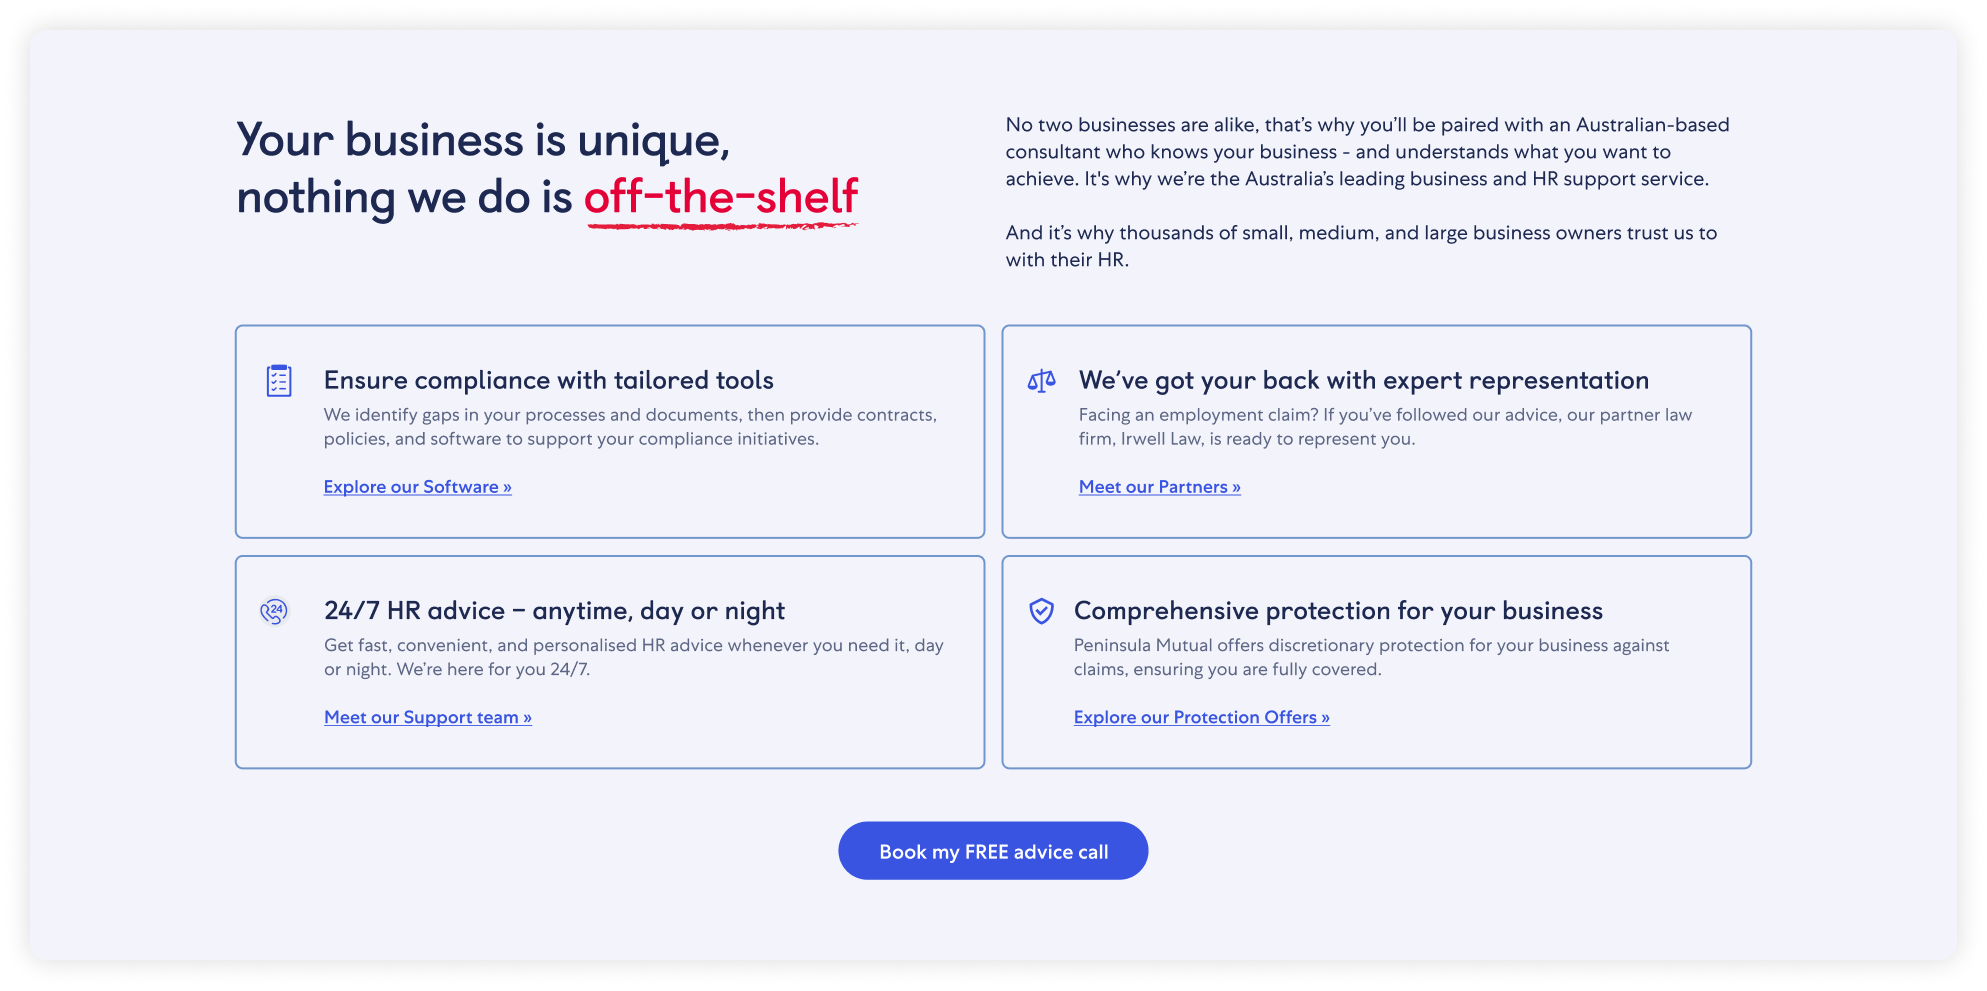 Your business is unique,
nothing we do is off-the-shelf
No two businesses are alike, that’s why you’ll be paired with an Australian-based
consultant who knows your business - and understands what you want to
achieve. It's why we’re the Australia’s leading business and HR support service.
And it’s why thousands of small, medium, and large business owners trust us to
with their HR.
Ensure compliance with tailored tools
We identify gaps in your processes and documents, then provide contracts,
policies, and software to support your compliance initiatives.
Explore our Software »
We’ve got your back with expert representation
Facing an employment claim? If you’ve followed our advice, our partner law
firm, Irwell Law, is ready to represent you.
Meet our Partners »
24
24/7 HR advice – anytime, day or night
Get fast, convenient, and personalised HR advice whenever you need it, day
or night. We’re here for you 24/7.
Meet our Support team »
Comprehensive protection for your business
Peninsula Mutual offers discretionary protection for your business against
claims, ensuring you are fully covered.
Explore our Protection Offers »
Book my FREE advice call